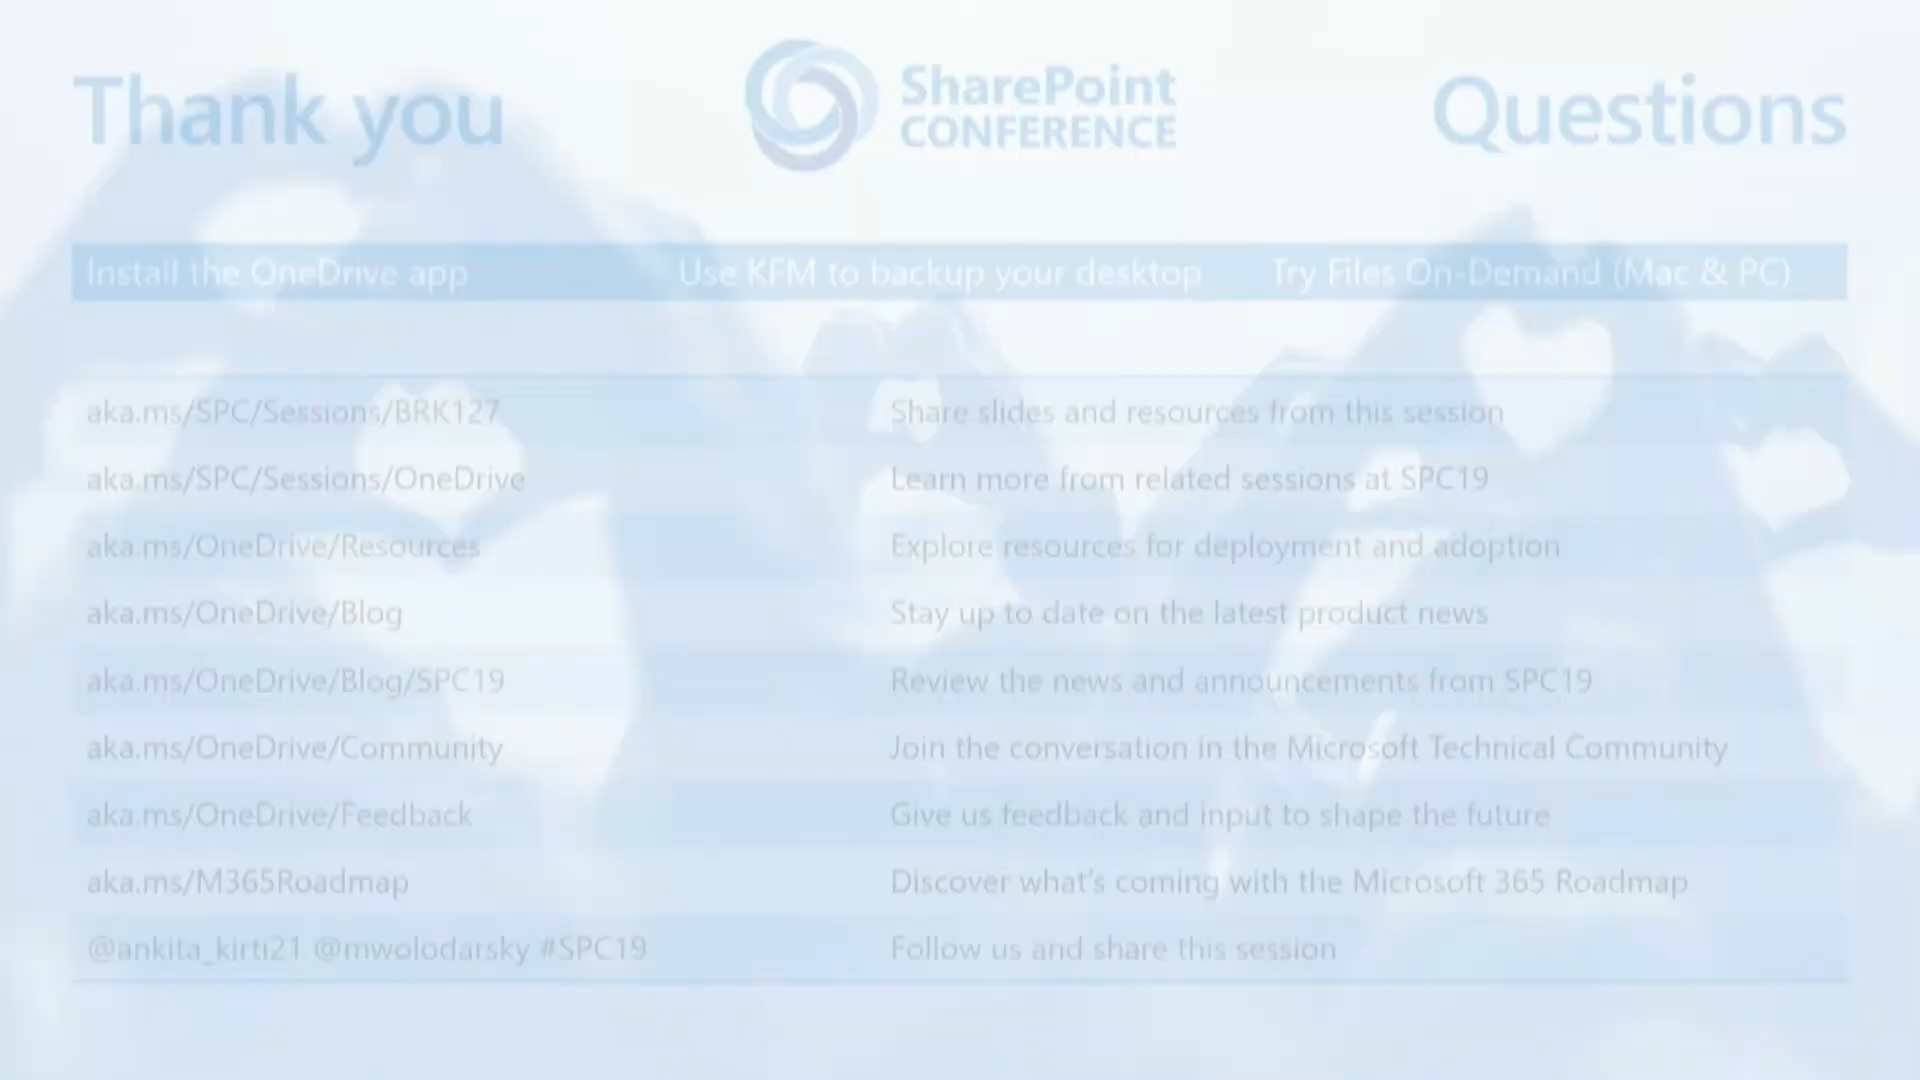 Thank you
SharePoint
CONFERENCE
Questions
Install the OneDrive app Use KFM to backup your desktop Try Files On-Demand (Mac & PC)
aka.ms/SPC/Sessions/BRK127 Share slides and resources from this session
aka.ms/SPC/Sessions/OneDrive Learn more from related sessions at SPC19
aka.ms/OneDrive/Resources Explore resources for deployment and adoption
aka.ms/OneDrive/Blog Stay up to date on the latest product news
aka.ms/OneDrive/Blog/SPC19 Review the news and announcements from SPC19
aka.ms/OneDrive/Community Join the conversation in the Microsoft Technical Community
aka.ms/OneDrive/Feedback Give us feedback and input to shape the future
aka.ms/M365Roadmap Discover what's coming with the Microsoft 365 Roadmap
@ankita_kirti21 @mwolodarsky #SPC19 Follow us and share this session